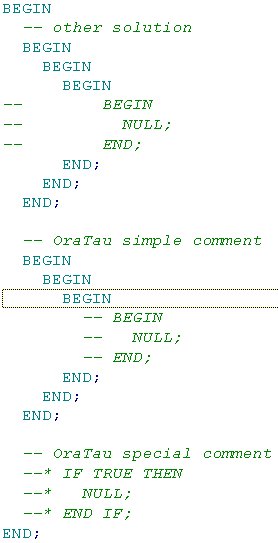 BEGIN
  -- other solution
  BEGIN
    BEGIN
      BEGIN
--        BEGIN
--          NULL;
--        END;
      END;
    END;
  END;

  -- OraTau simple comment
  BEGIN
    BEGIN
      BEGIN
        -- BEGIN
        --   NULL;
        -- END;
      END;
    END;
  END;

  -- OraTau special comment
  --* IF TRUE THEN
  --*   NULL;
  --* END IF;
END;